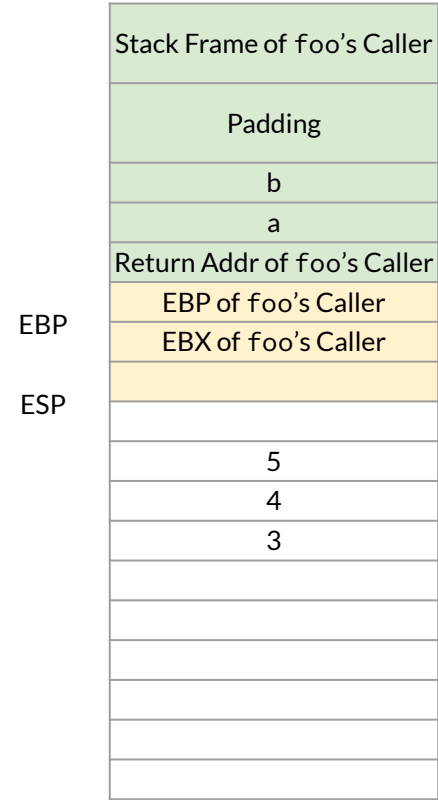 Stack Frame of foo’s Caller
Padding
b
a
Return Addr of foo’s Caller
EBP of foo’s Caller
EBP
EBX of foo’s Caller
ESP
5
4
3